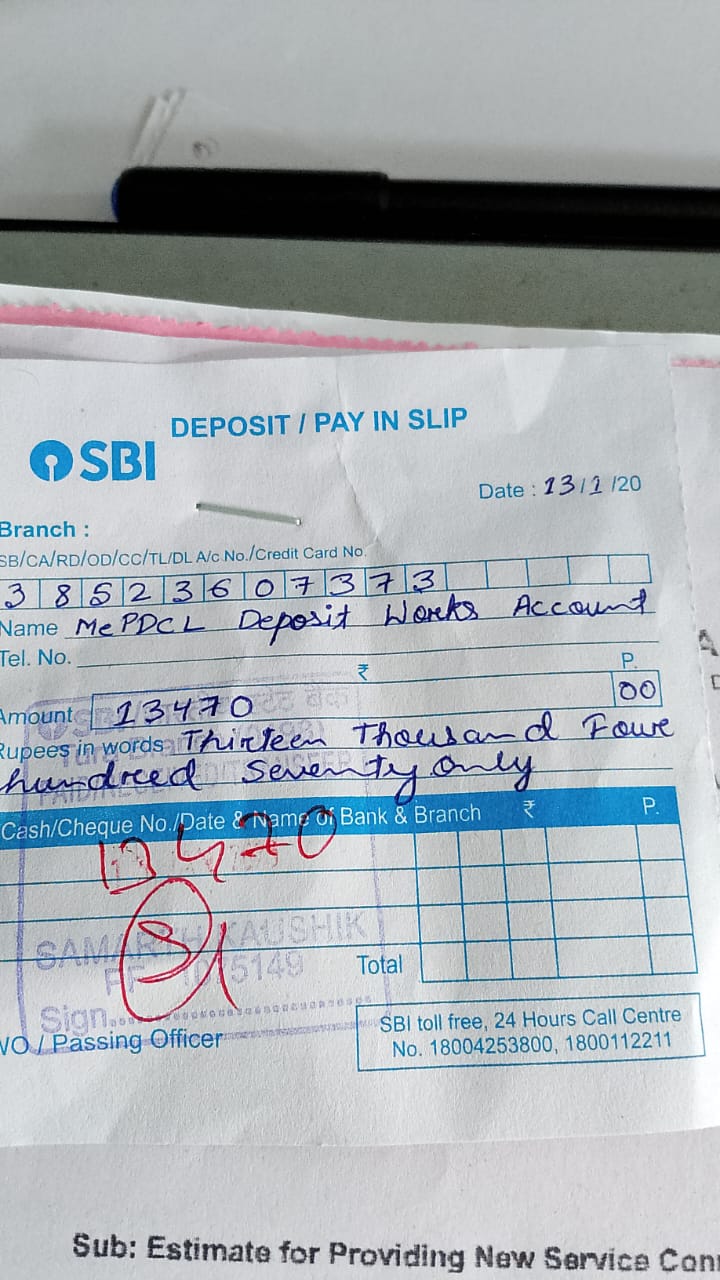 DEPOSIT / PAY IN SLIP
SBI
Date : 13/1/20
Branch :
SB/CA/RD/OD/CC/TL/DL A/c No./Credit Card No.
38523607373
Name MePDCL Deposit Works Account
Tel. No.
₹ P.
Amount 13470 00
Rupees in words Thirteen Thousand Four
hundred Seventy only
Cash/Cheque No./Date & Name of Bank & Branch ₹ P.
13470
SAMARTH KAUSHIK
Total
Sign
VO / Passing Officer
SBI toll free, 24 Hours Call Centre
No. 18004253800, 1800112211
Sub: Estimate for Providing New Service